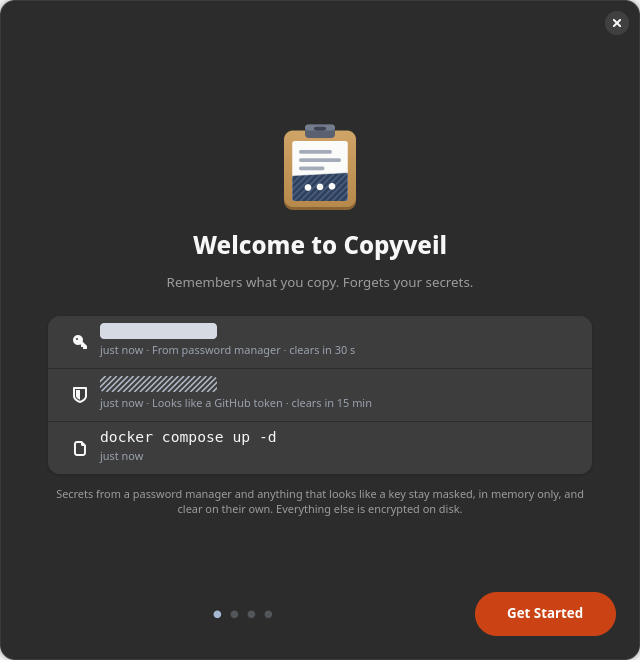 Welcome to Copyveil
Remembers what you copy. Forgets your secrets.
just now · From password manager · clears in 30 s
just now · Looks like a GitHub token · clears in 15 min
docker compose up -d
just now
Secrets from a password manager and anything that looks like a key stay masked, in memory only, and
clear on their own. Everything else is encrypted on disk.
Get Started